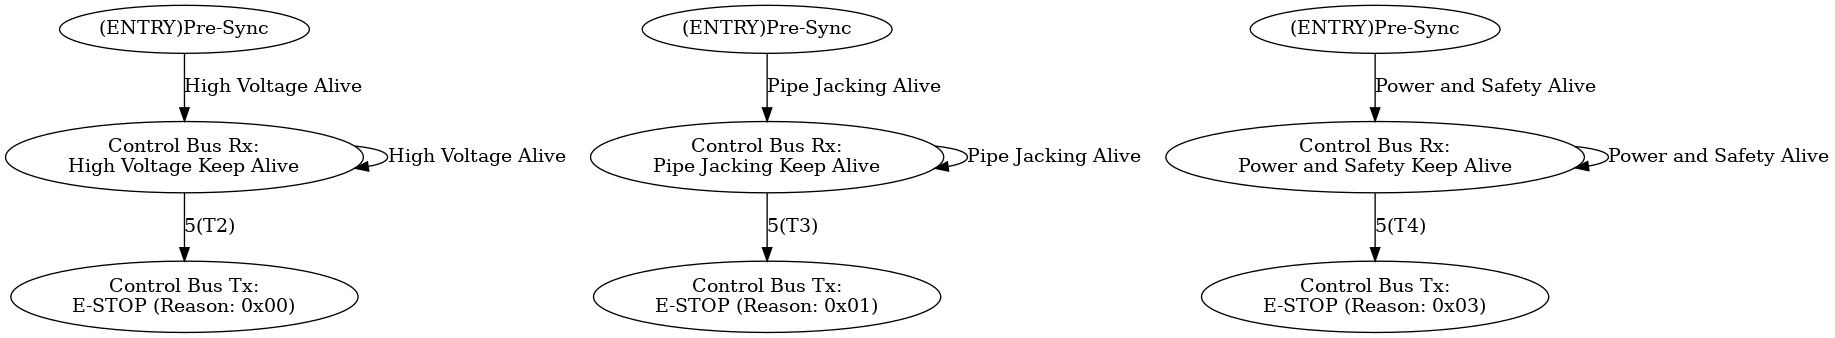 (ENTRY)Pre-Sync
High Voltage Alive
Control Bus Rx:
High Voltage Keep Alive
High Voltage Alive
5(T2)
Control Bus Tx:
E-STOP (Reason: 0x00)
(ENTRY)Pre-Sync
Pipe Jacking Alive
Control Bus Rx:
Pipe Jacking Keep Alive
Pipe Jacking Alive
5(T3)
Control Bus Tx:
E-STOP (Reason: 0x01)
(ENTRY)Pre-Sync
Power and Safety Alive
Control Bus Rx:
Power and Safety Keep Alive
Power and Safety Alive
5(T4)
Control Bus Tx:
E-STOP (Reason: 0x03)